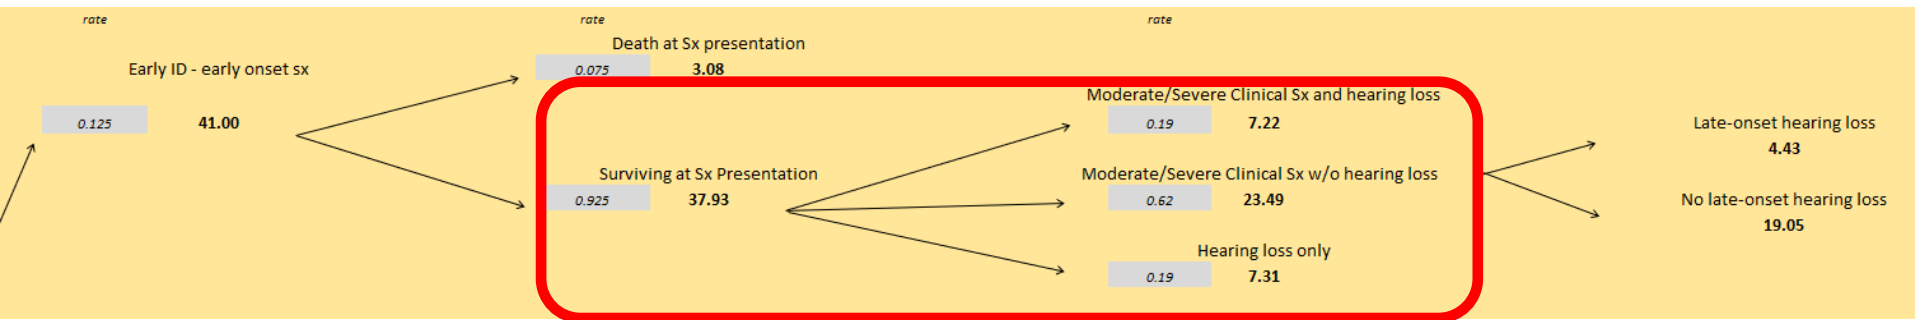 rate rate rate
Death at Sx presentation
Early ID - early onset sx 0.075 3.08
Moderate/Severe Clinical Sx and hearing loss
0.125 41.00 0.19 7.22 Late-onset hearing loss
4.43
Surviving at Sx Presentation Moderate/Severe Clinical Sx w/o hearing loss
0.925 37.93 0.62 23.49 No late-onset hearing loss
19.05
Hearing loss only
0.19 7.31